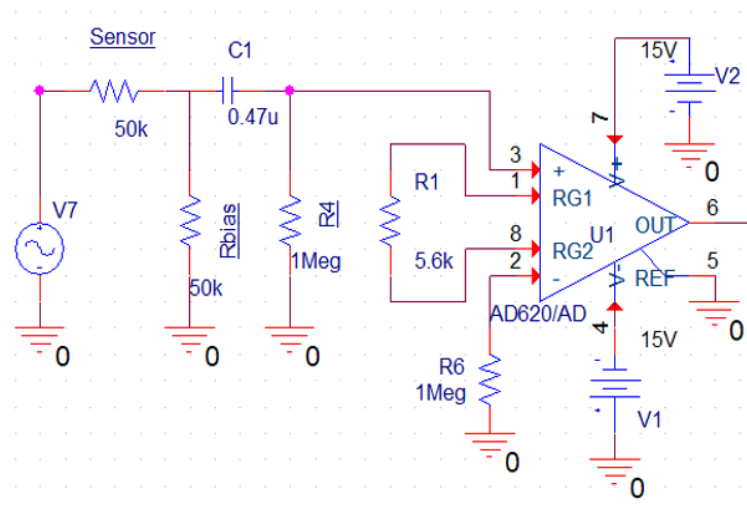 Sensor
C1
15V
V2
50k
0.47u
7
0
V7
Rbias
R4
R1
3
+
V+
1
RG1
8
RG2
U1
OUT
6
2
-
V-
REF
5
50k
1Meg
5.6k
AD620/AD
0
0
0
0
4
15V
R6
1Meg
V1
0
0